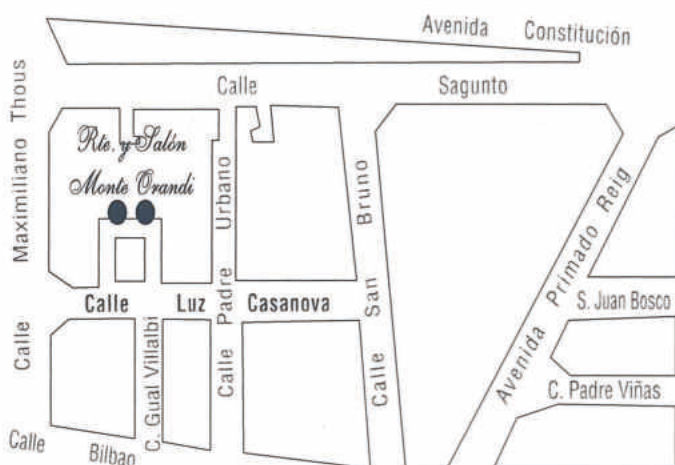 Avenida Constitución
Calle Sagunto
Calle Maximiliano Thous
Rte. y Salón
Monte Orandi
Calle Padre Urbano
Calle San Bruno
Avenida Primado Reig
Calle Luz Casanova
S. Juan Bosco
C. Gual Villalbi
C. Padre Viñas
Calle Bilbao